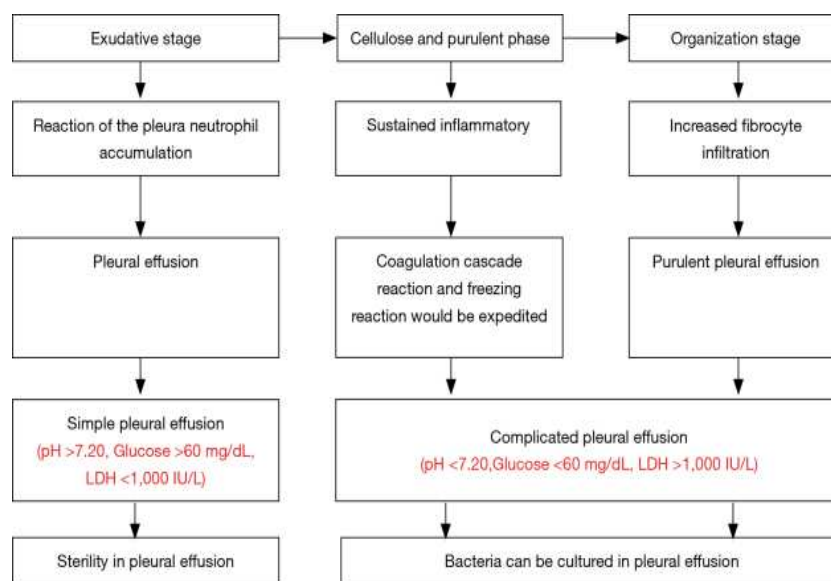 Exudative stage
Cellulose and purulent phase
Organization stage
Reaction of the pleura neutrophil
accumulation
Sustained inflammatory
Increased fibrocyte
infiltration
Pleural effusion
Coagulation cascade
reaction and freezing
reaction would be expedited
Purulent pleural effusion
Simple pleural effusion
(pH >7.20, Glucose >60 mg/dL,
LDH <1,000 IU/L)
Complicated pleural effusion
(pH <7.20,Glucose <60 mg/dL, LDH >1,000 IU/L)
Sterility in pleural effusion
Bacteria can be cultured in pleural effusion